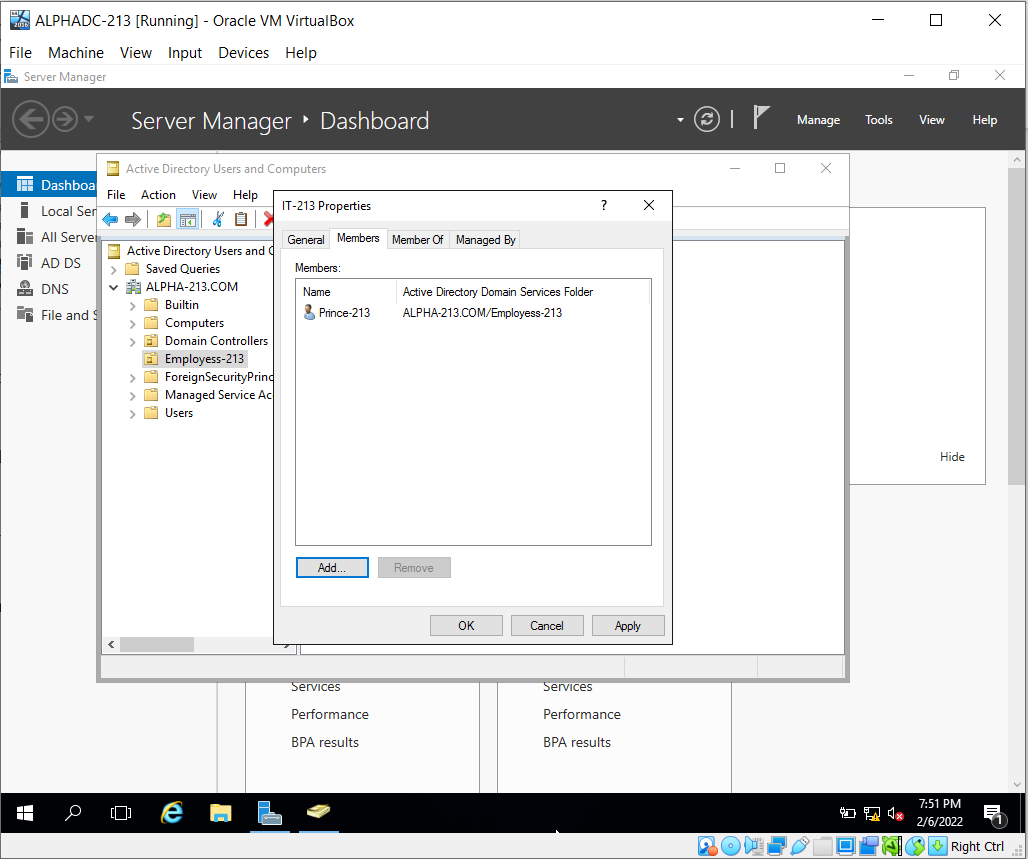 ALPHADC-213 [Running] - Oracle VM VirtualBox
File Machine View Input Devices Help
Server Manager
Server Manager Dashboard
Manage Tools View Help
Dashboa
Local Ser
All Server
AD DS
DNS
File and S
Active Directory Users and Computers
File Action View Help
Active Directory Users and C
Saved Queries
ALPHA-213.COM
Builtin
Computers
Domain Controllers
Employess-213
ForeignSecurityPrinc
Managed Service Ac
Users
IT-213 Properties
?
General Members Member Of Managed By
Members:
Name Active Directory Domain Services Folder
Prince-213 ALPHA-213.COM/Employess-213
Add... Remove
OK Cancel Apply
Hide
Services
Performance
BPA results
Services
Performance
BPA results
7:51 PM
2/6/2022
1
Right Ctrl